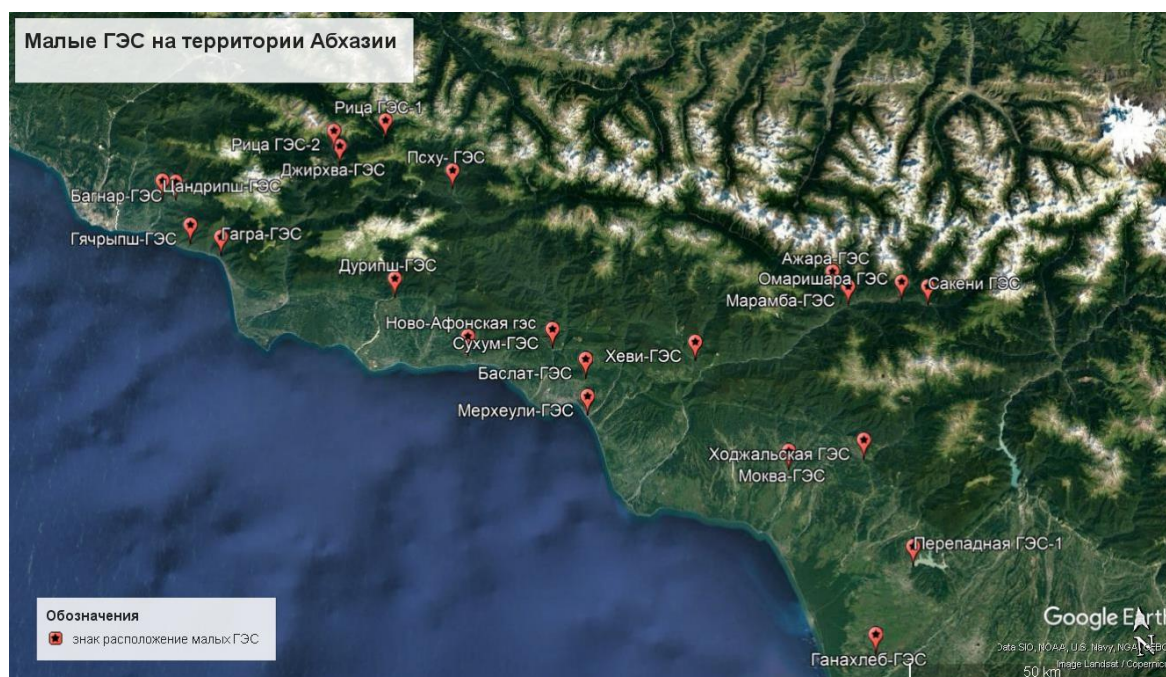 Малые ГЭС на территории Абхазии
Рица ГЭС-1
Рица ГЭС-2
Джирхва-ГЭС
Псху- ГЭС
Багнар-ГЭС
Цандрипш-ГЭС
Гячрыпш-ГЭС
Гагра-ГЭС
Дурипш-ГЭС
Ажара-ГЭС
Омаришара ГЭС
Сакени ГЭС
Марамба-ГЭС
Ново-Афонская гэс
Сухум-ГЭС
Хеви-ГЭС
Баслат-ГЭС
Мерхеули-ГЭС
Ходжальская ГЭС
Моква-ГЭС
Перепадная ГЭС-1
Обозначения
знак расположение малых ГЭС
Google Earth
N
Data SIO, NOAA, U.S. Navy, NGA, GEBC
Image Landsat / Copernic
Ганахлеб-ГЭС
50 km